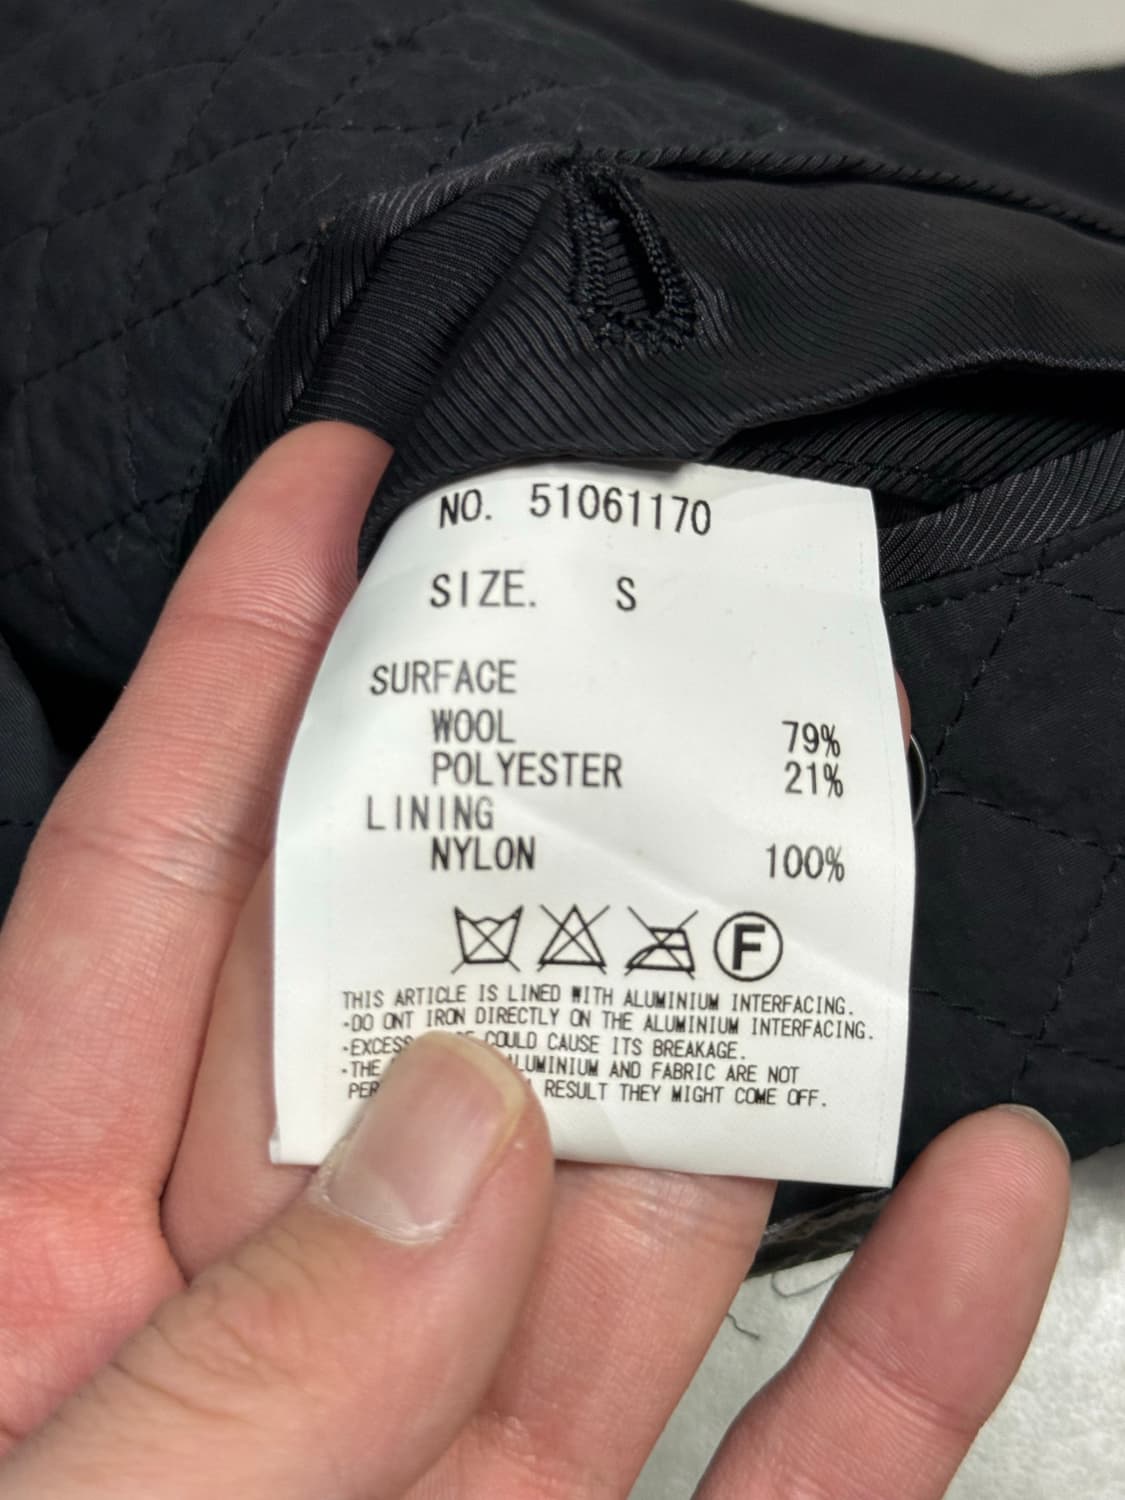 NO. 51061170
SIZE. S
SURFACE
WOOL 79%
POLYESTER 21%
LINING
NYLON 100%
F
THIS ARTICLE IS LINED WITH ALUMINIUM INTERFACING.
-DO ONT IRON DIRECTLY ON THE ALUMINIUM INTERFACING.
-EXCESS COULD CAUSE ITS BREAKAGE.
-THE ALUMINIUM AND FABRIC ARE NOT
RESULT THEY MIGHT COME OFF.